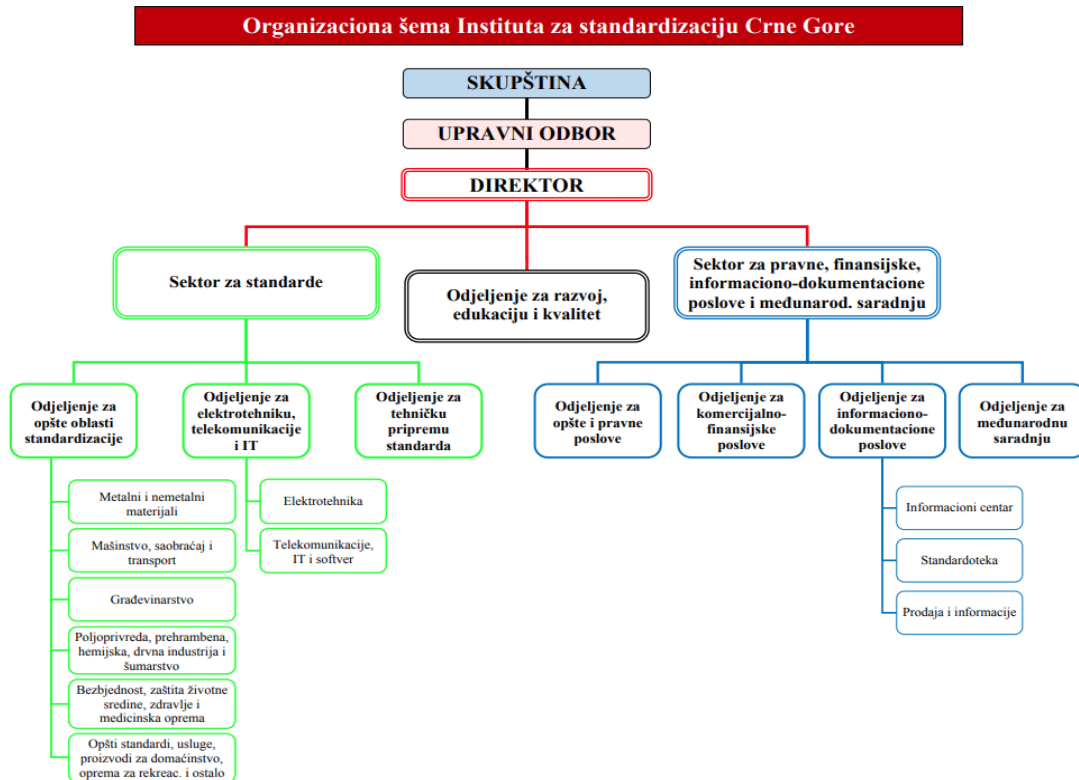 Organizaciona šema Instituta za standardizaciju Crne Gore
SKUPŠTINA
UPRAVNI ODBOR
DIREKTOR
Sektor za standarde
Odjeljenje za razvoj,
edukaciju i kvalitet
Sektor za pravne, finansijske,
informaciono-dokumentacione
poslove i međunarod. saradnju
Odjeljenje za
opšte oblasti
standardizacije
Odjeljenje za
elektrotehniku,
telekomunikacije
i IT
Odjeljenje za
tehničku
pripremu
standarda
Odjeljenje za
opšte i pravne
poslove
Odjeljenje za
komercijalno-
finansijske
poslove
Odjeljenje za
informaciono-
dokumentacione
poslove
Odjeljenje za
međunarodnu
saradnju
Metalni i nemetalni
materijali
Mašinstvo, saobraćaj i
transport
Građevinarstvo
Poljoprivreda, prehrambena,
hemijska, drvna industrija i
šumarstvo
Bezbjednost, zaštita životne
sredine, zdravlje i
medicinska oprema
Opšti standardi, usluge,
proizvodi za domaćinstvo,
oprema za rekreac. i ostalo
Elektrotehnika
Telekomunikacije,
IT i softver
Informacioni centar
Standardoteka
Prodaja i informacije